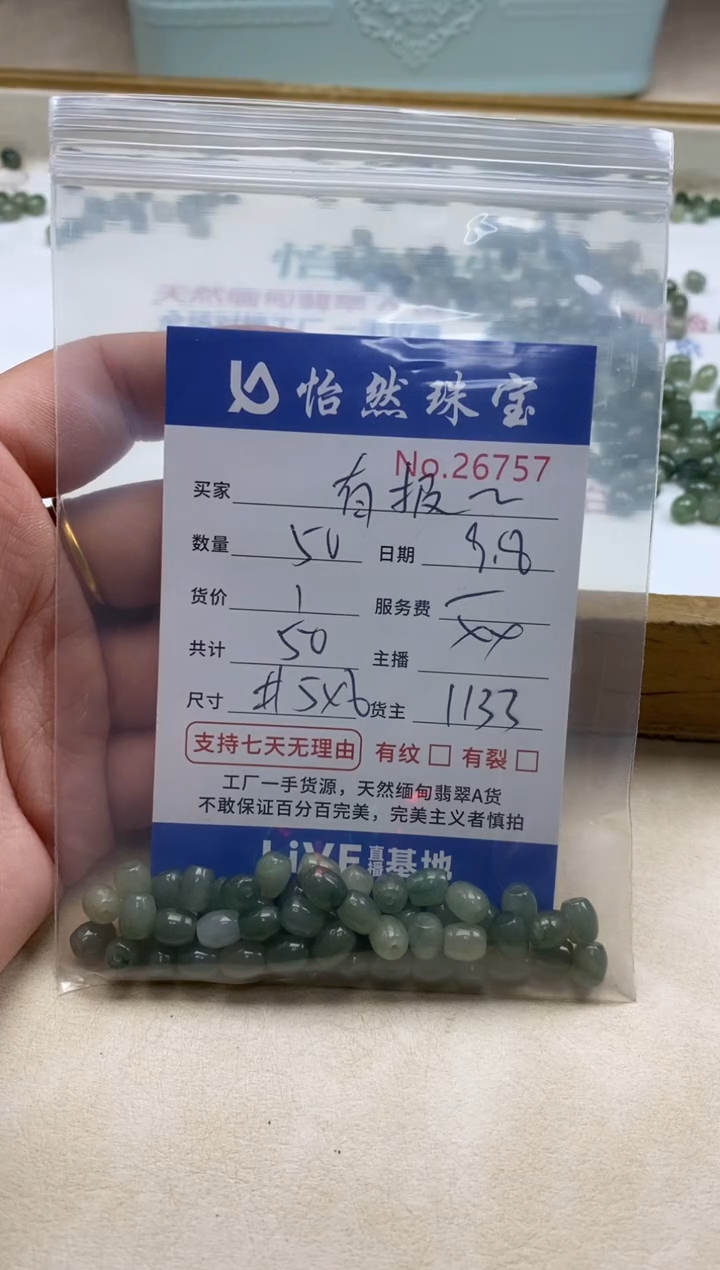 怡然珠宝
No.26757
买家 有报~
数量 50 日期
货价 1 服务费
共计 50 主播
尺寸 5x6 货主 1133
支持七天无理由 有纹 □ 有裂 □
工厂一手货源，天然缅甸翡翠A货
不敢保证百分百完美，完美主义者慎拍
LiVE直播基地